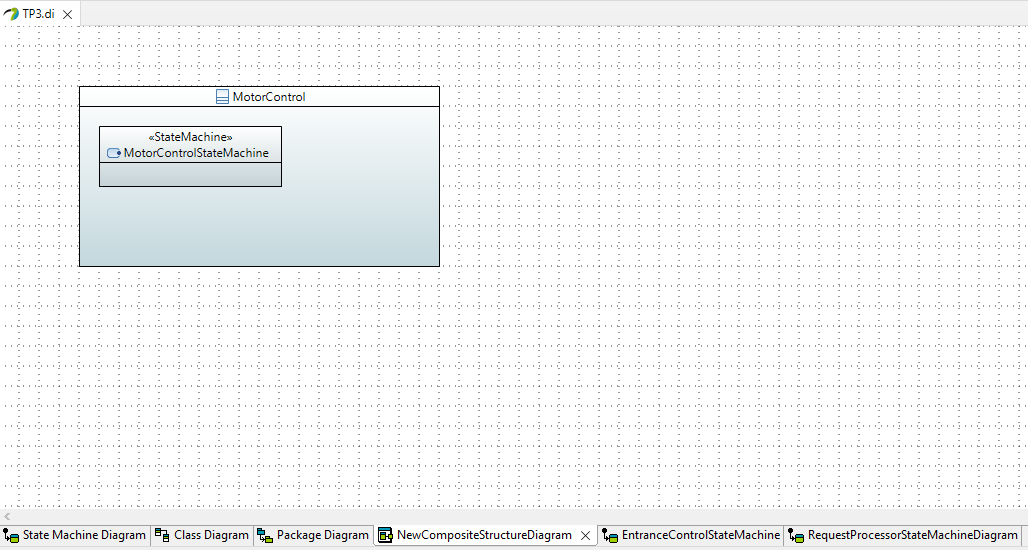 TP3.di
MotorControl
«StateMachine»
MotorControlStateMachine
State Machine Diagram
Class Diagram
Package Diagram
NewCompositeStructureDiagram
EntranceControlStateMachine
RequestProcessorStateMachineDiagram